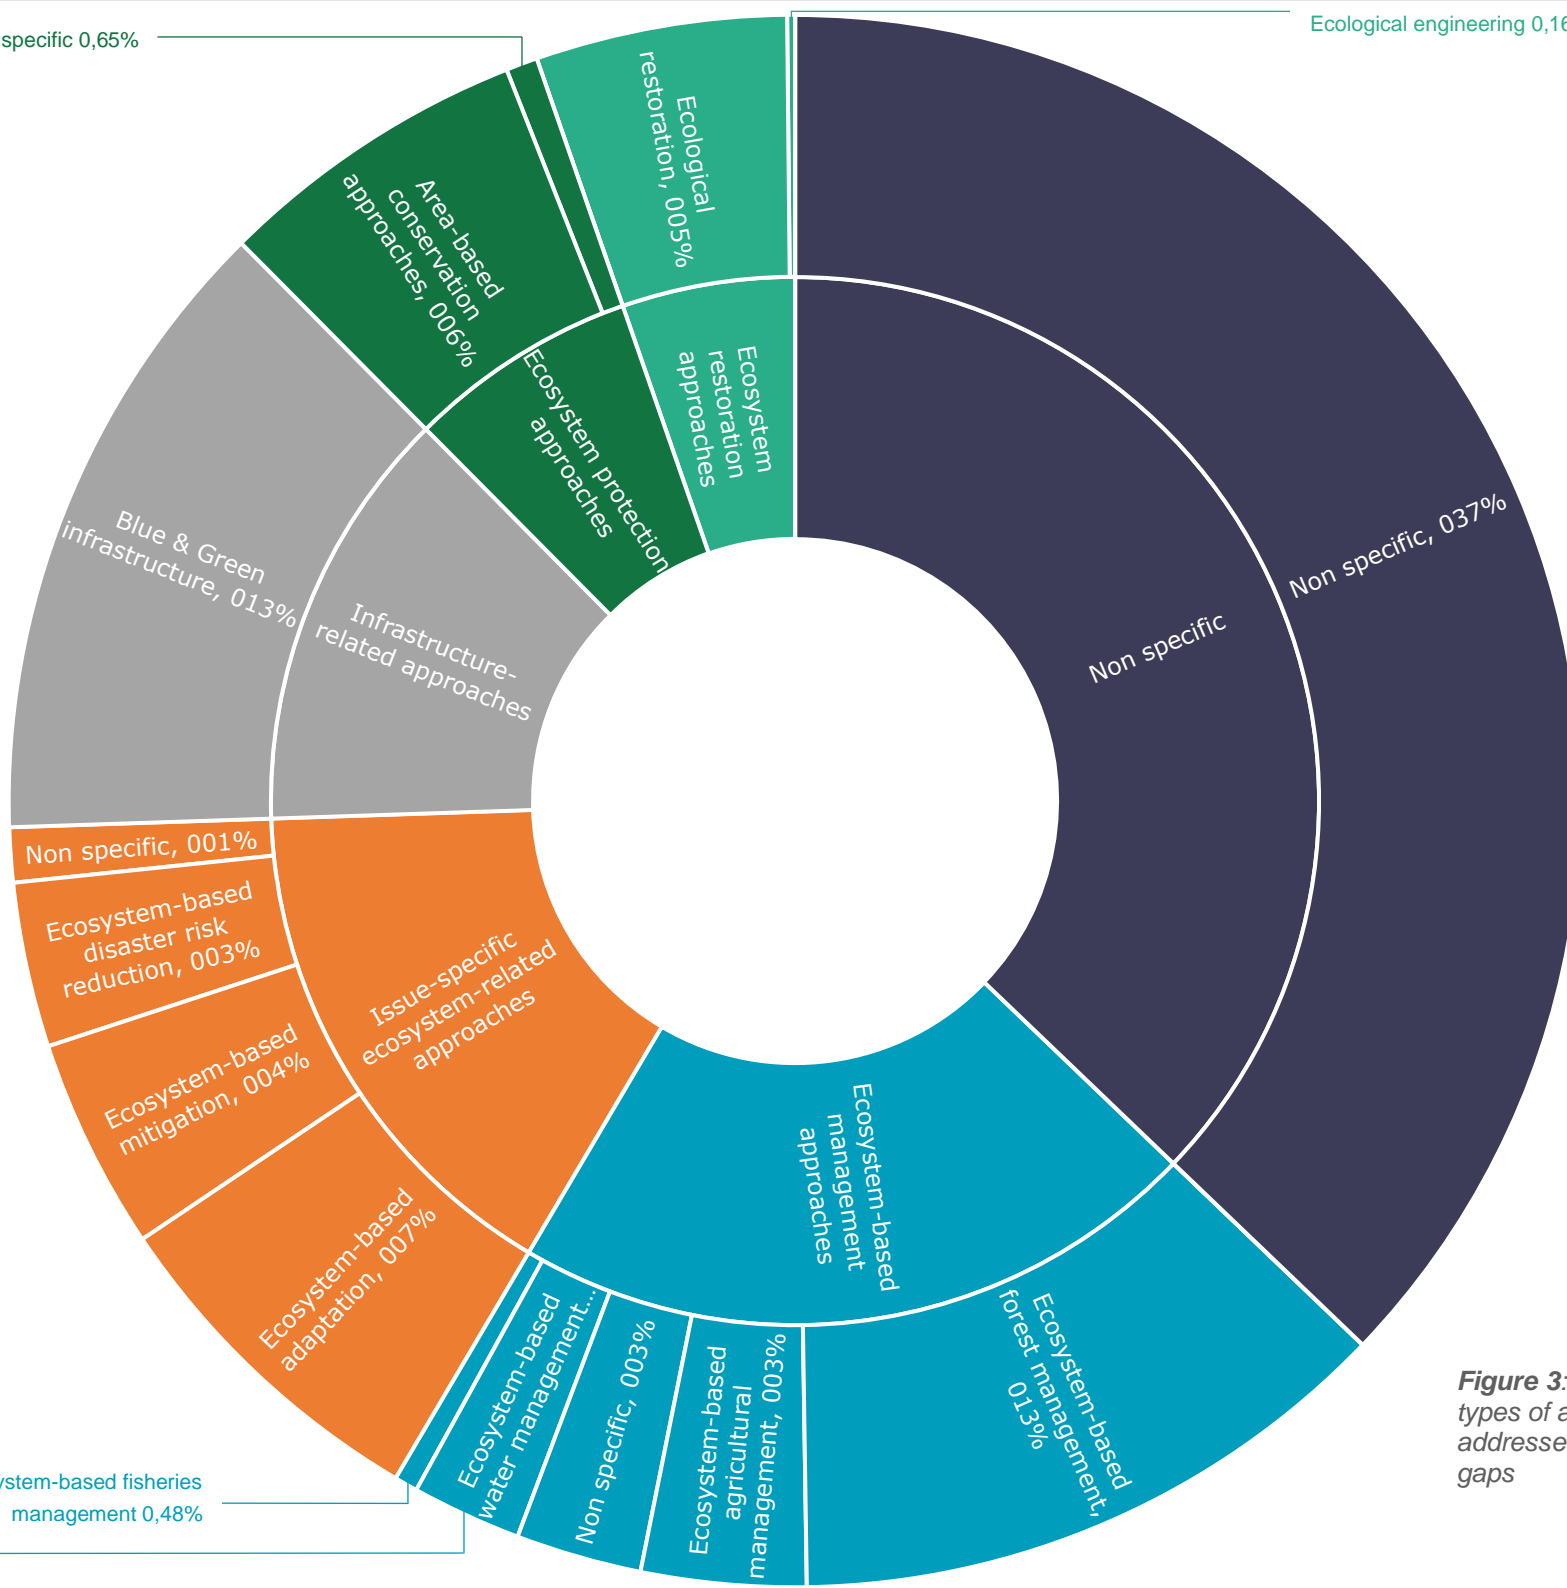 specific 0,65%
Ecological engineering 0,16
Ecological
restoration, 005%
Area-based
conservation
approaches, 006%
Ecosystem
restoration
approaches
Ecosystem protection
approaches
Non specific, 037%
Non specific
Blue & Green
infrastructure, 013%
Infrastructure-
related approaches
Non specific, 001%
Ecosystem-based
disaster risk
reduction, 003%
Issue-specific
ecosystem-related
approaches
Ecosystem-based
mitigation, 004%
Ecosystem-based
management
approaches
Ecosystem-based
adaptation, 007%
Ecosystem-based
water management...
Non specific, 003%
Ecosystem-based
agricultural
management, 003%
Ecosystem-based
forest management,
013%
Figure 3:
types of a
addresse
gaps
ystem-based fisheries
management 0,48%